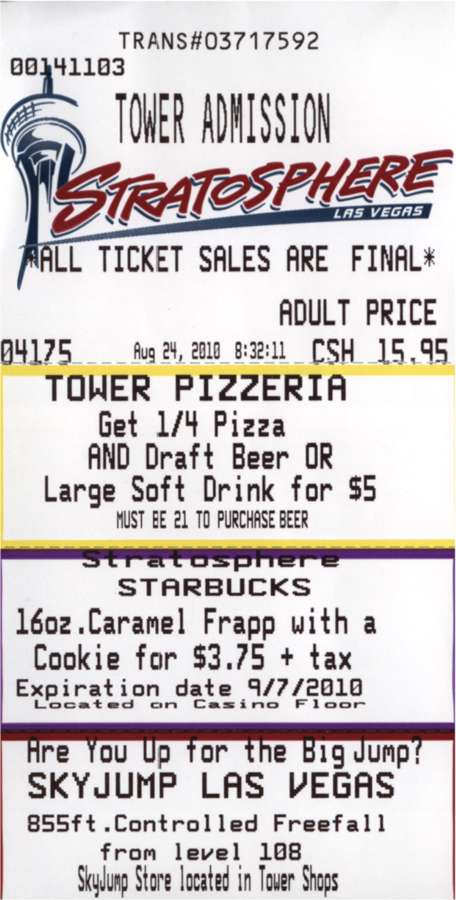 TRANS#03717592
00141103
TOWER ADMISSION
STRATOSPHERE
LAS VEGAS
*ALL TICKET SALES ARE FINAL*
ADULT PRICE
04175 Aug 24, 2010 8:32:11 CSH 15.95
TOWER PIZZERIA
Get 1/4 Pizza
AND Draft Beer OR
Large Soft Drink for $5
MUST BE 21 TO PURCHASE BEER
Stratosphere
STARBUCKS
16oz.Caramel Frapp with a
Cookie for $3.75 + tax
Expiration date 9/7/2010
Located on Casino Floor
Are You Up for the Big Jump?
SKYJUMP LAS VEGAS
855ft.Controlled Freefall
from level 108
SkyJump Store located in Tower Shops